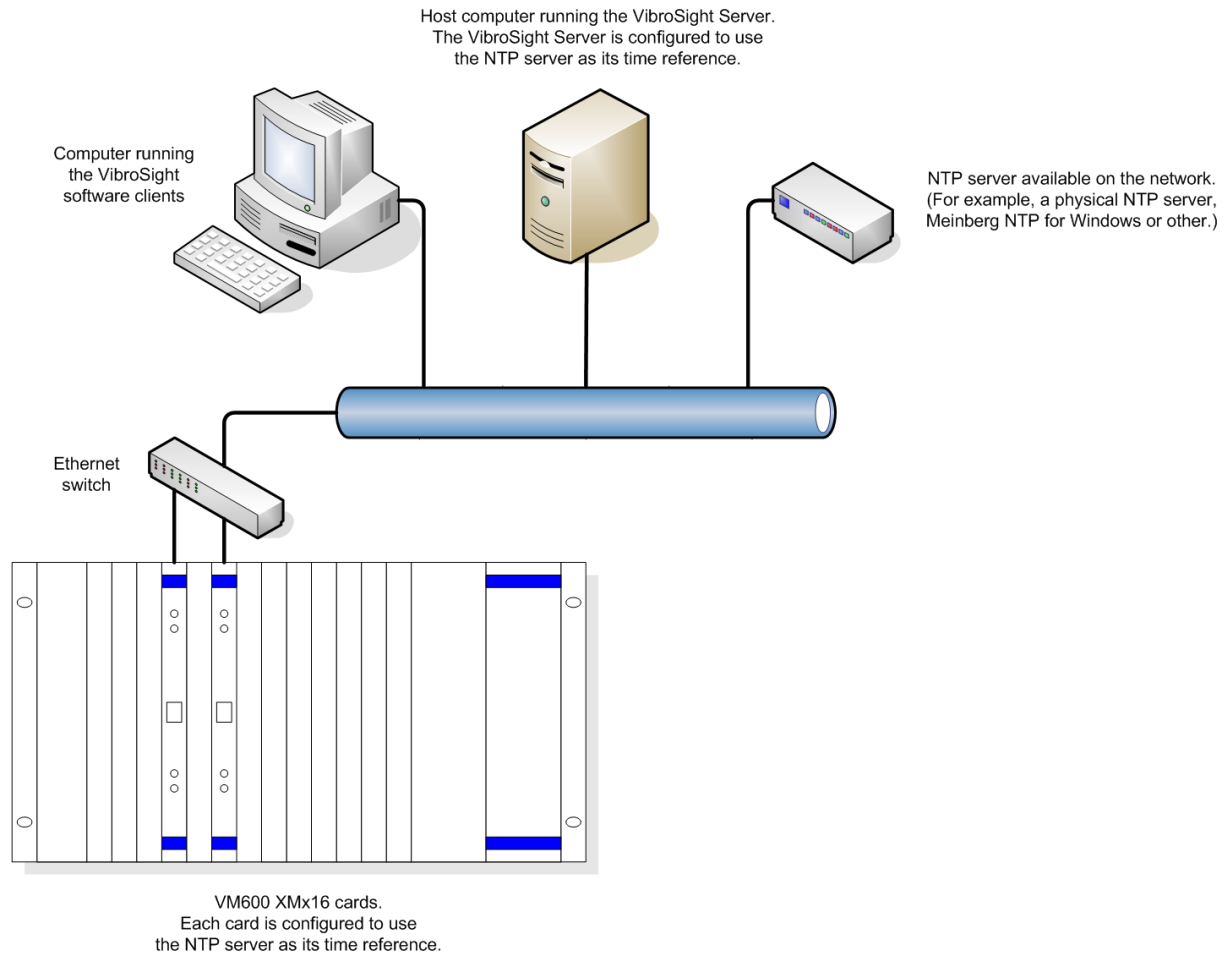 Host computer running the VibroSight Server.
The VibroSight Server is configured to use
the NTP server as its time reference.
Computer running
the VibroSight
software clients
NTP server available on the network.
(For example, a physical NTP server,
Meinberg NTP for Windows or other.)
Ethernet
switch
VM600 XMx16 cards.
Each card is configured to use
the NTP server as its time reference.